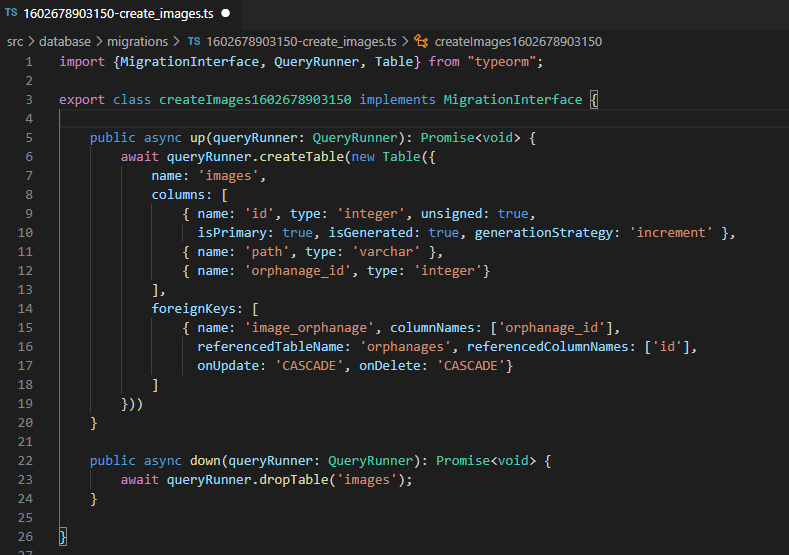 TS 1602678903150-create_images.ts
src > database > migrations > TS 1602678903150-create_images.ts > createImages1602678903150
1 import {MigrationInterface, QueryRunner, Table} from "typeorm";
2
3 export class createImages1602678903150 implements MigrationInterface {
4
5     public async up(queryRunner: QueryRunner): Promise<void> {
6         await queryRunner.createTable(new Table({
7             name: 'images',
8             columns: [
9                 { name: 'id', type: 'integer', unsigned: true,
10                   isPrimary: true, isGenerated: true, generationStrategy: 'increment' },
11                 { name: 'path', type: 'varchar' },
12                 { name: 'orphanage_id', type: 'integer'}
13             ],
14             foreignKeys: [
15                 { name: 'image_orphanage', columnNames: ['orphanage_id'],
16                   referencedTableName: 'orphanages', referencedColumnNames: ['id'],
17                   onUpdate: 'CASCADE', onDelete: 'CASCADE'}
18             ]
19         }))
20     }
21
22     public async down(queryRunner: QueryRunner): Promise<void> {
23         await queryRunner.dropTable('images');
24     }
25
26 }
27